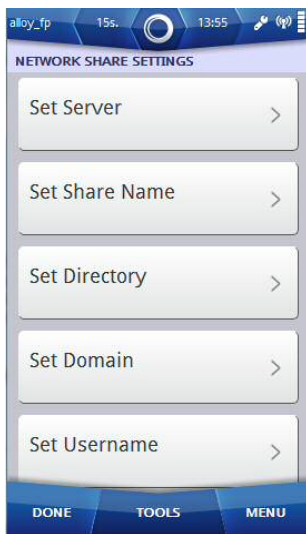 alloy_fp 15s. 13:55
NETWORK SHARE SETTINGS
Set Server
Set Share Name
Set Directory
Set Domain
Set Username
DONE TOOLS MENU